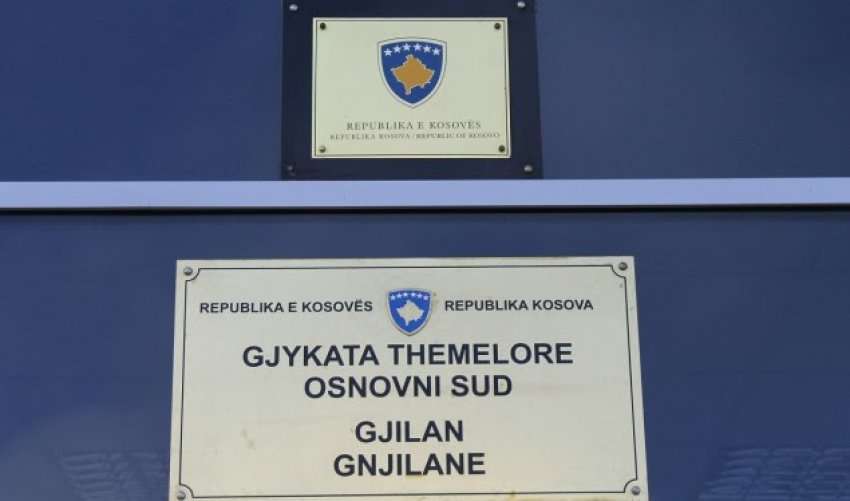 REPUBLIKA E KOSOVËS
REPUBLIKA KOSOVA / REPUBLIC OF KOSOVO
REPUBLIKA E KOSOVËS REPUBLIKA KOSOVA
GJYKATA THEMELORE
OSNOVNI SUD
GJILAN
GNJILANE